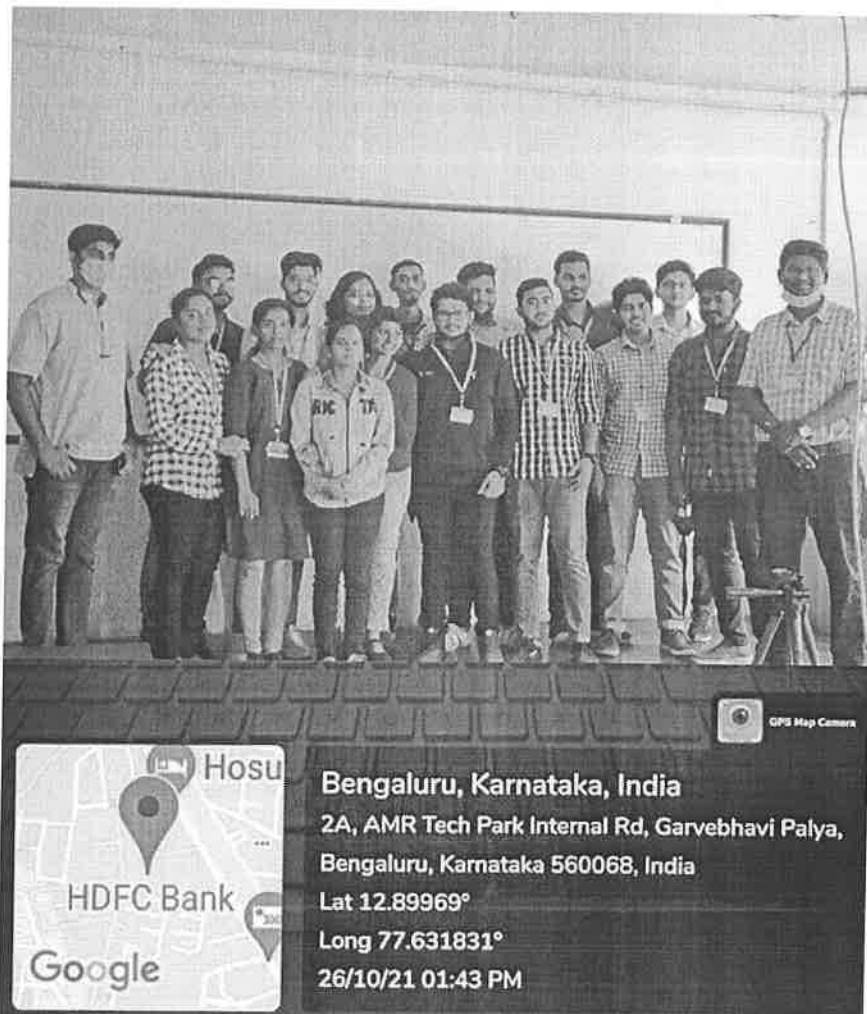 GPS Map Camera
Hosu
HDFC Bank
Google
Bengaluru, Karnataka, India
2A, AMR Tech Park Internal Rd, Garvebhavi Palya,
Bengaluru, Karnataka 560068, India
Lat 12.89969°
Long 77.631831°
26/10/21 01:43 PM